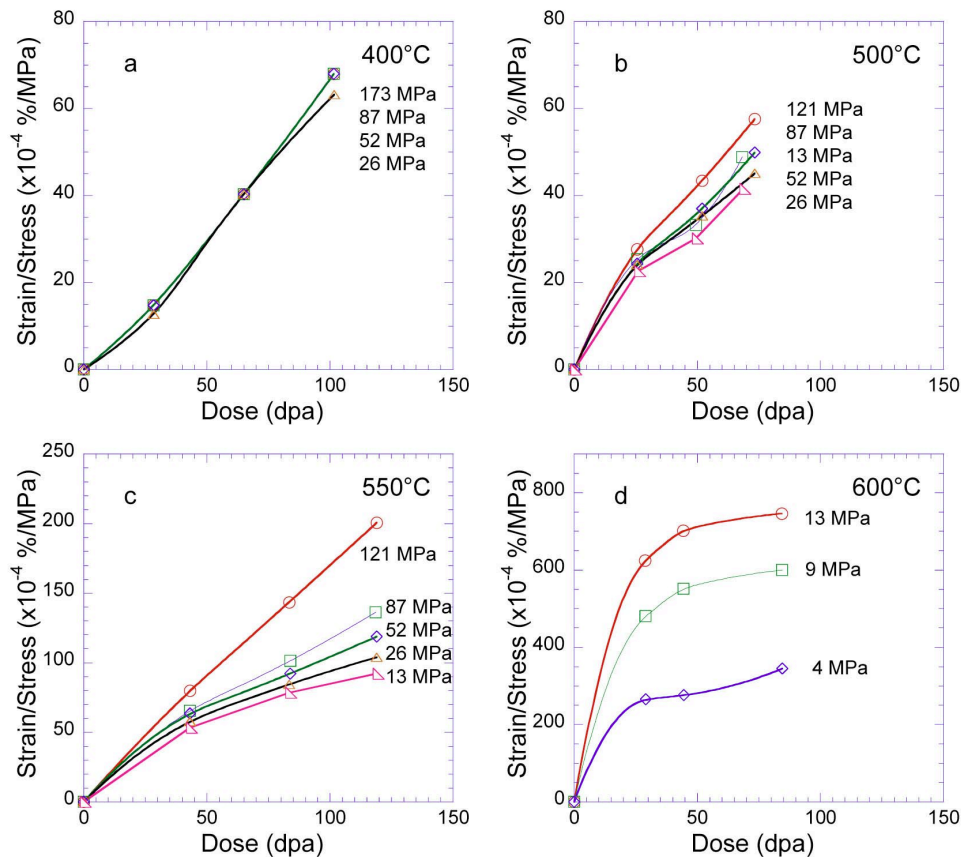 80
60
40
20
0
Strain/Stress (x10⁻⁴ %/MPa)
a
400°C
173 MPa
87 MPa
52 MPa
26 MPa
0 50 100 150
Dose (dpa)
80
60
40
20
0
Strain/Stress (x10⁻⁴ %/MPa)
b
500°C
121 MPa
87 MPa
13 MPa
52 MPa
26 MPa
0 50 100 150
Dose (dpa)
250
200
150
100
50
0
Strain/Stress (x10⁻⁴ %/MPa)
c
550°C
121 MPa
87 MPa
52 MPa
26 MPa
13 MPa
0 50 100 150
Dose (dpa)
800
600
400
200
0
Strain/Stress (x10⁻⁴ %/MPa)
d
600°C
13 MPa
9 MPa
4 MPa
0 50 100 150
Dose (dpa)